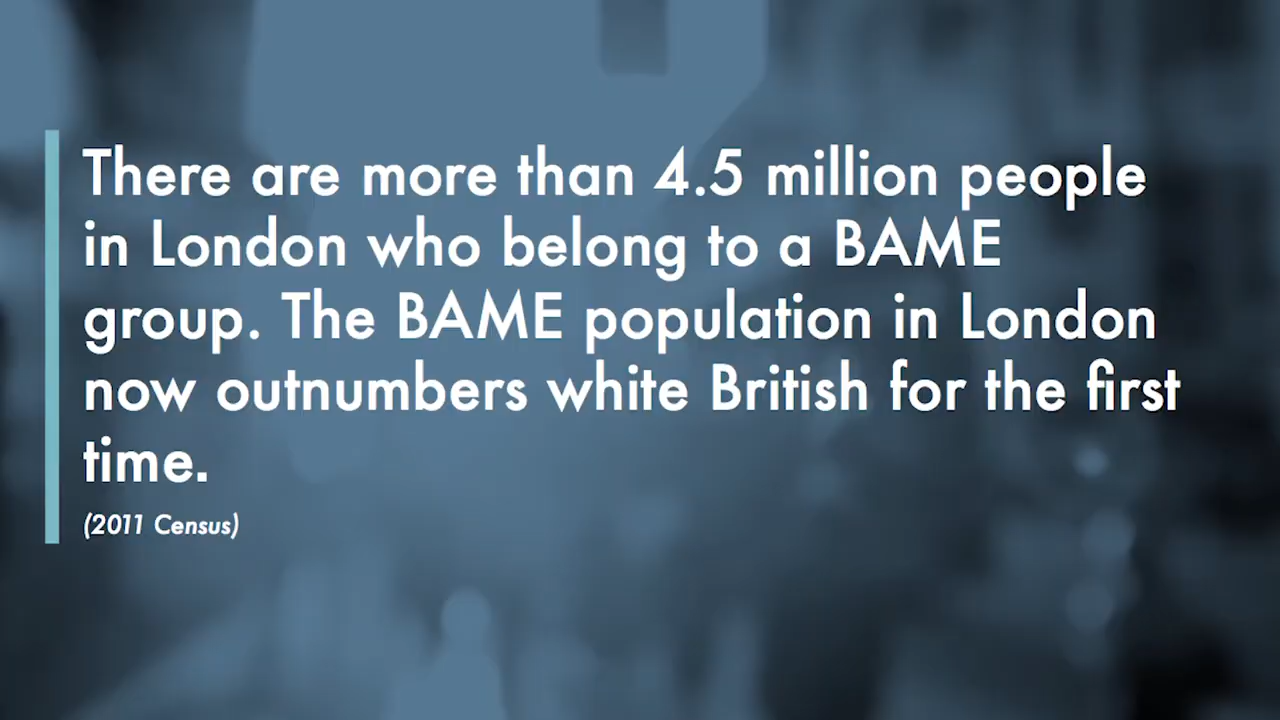 There are more than 4.5 million people
in London who belong to a BAME
group. The BAME population in London
now outnumbers white British for the first
time.
(2011 Census)